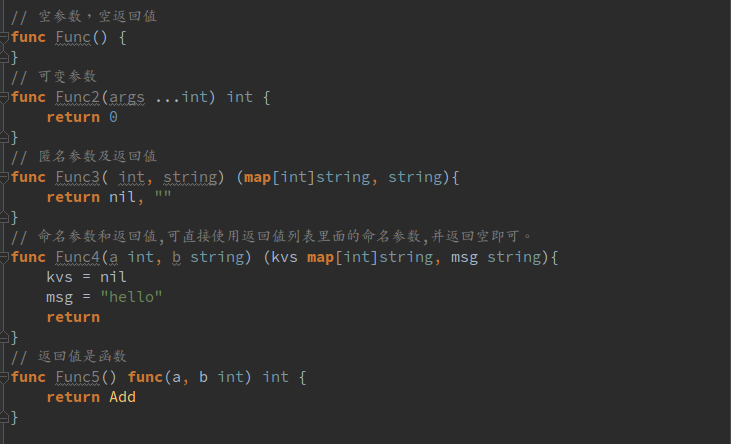 // 空参数，空返回值
func Func() {
}
// 可变参数
func Func2(args ...int) int {
    return 0
}
// 匿名参数及返回值
func Func3( int, string) (map[int]string, string){
    return nil, ""
}
// 命名参数和返回值,可直接使用返回值列表里面的命名参数,并返回空即可。
func Func4(a int, b string) (kvs map[int]string, msg string){
    kvs = nil
    msg = "hello"
    return
}
// 返回值是函数
func Func5() func(a, b int) int {
    return Add
}